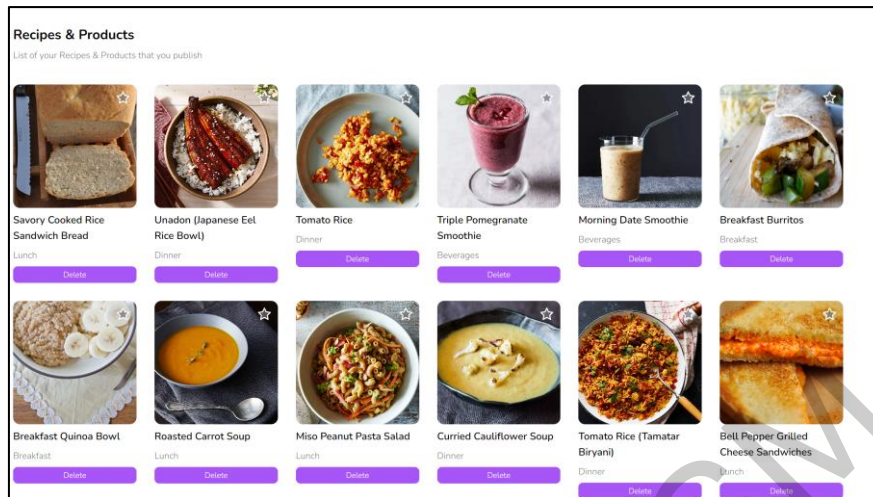 Recipes & Products
List of your Recipes & Products that you publish
Savory Cooked Rice
Sandwich Bread
Lunch
Delete
Unadon (Japanese Eel
Rice Bowl)
Dinner
Delete
Tomato Rice
Dinner
Delete
Triple Pomegranate
Smoothie
Beverages
Delete
Morning Date Smoothie
Beverages
Delete
Breakfast Burritos
Breakfast
Delete
Breakfast Quinoa Bowl
Breakfast
Delete
Roasted Carrot Soup
Lunch
Delete
Miso Peanut Pasta Salad
Lunch
Delete
Curried Cauliflower Soup
Dinner
Delete
Tomato Rice (Tamatar
Biryani)
Dinner
Delete
Bell Pepper Grilled
Cheese Sandwiches
Lunch
Delete